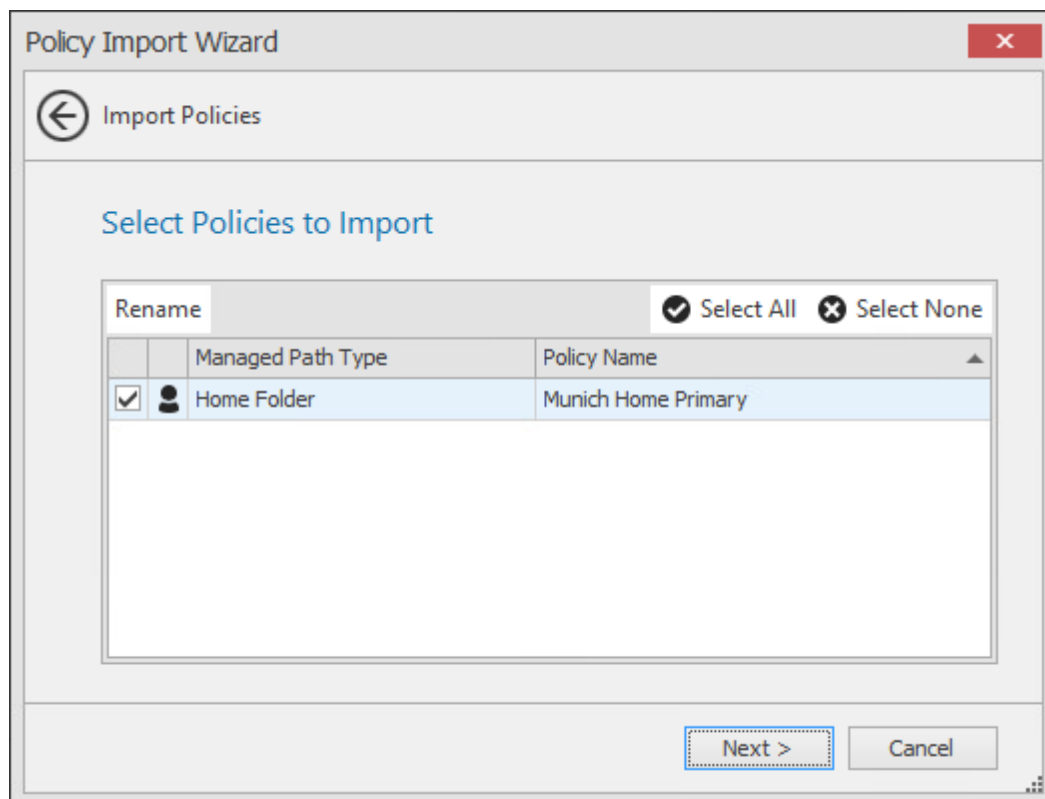 Policy Import Wizard
Import Policies
Select Policies to Import
Rename Select All Select None
Managed Path Type Policy Name
Home Folder Munich Home Primary
Next > Cancel